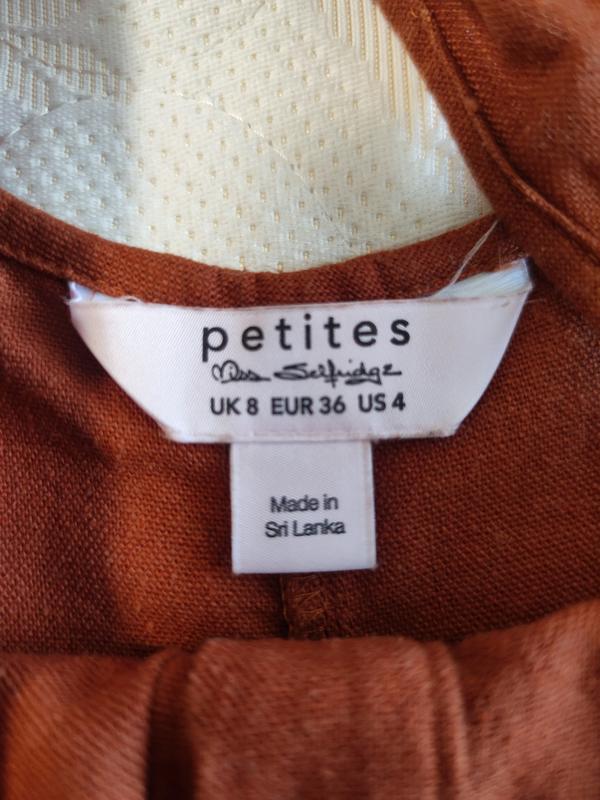 petites
Miss Selfridge
UK 8 EUR 36 US 4
Made in
Sri Lanka